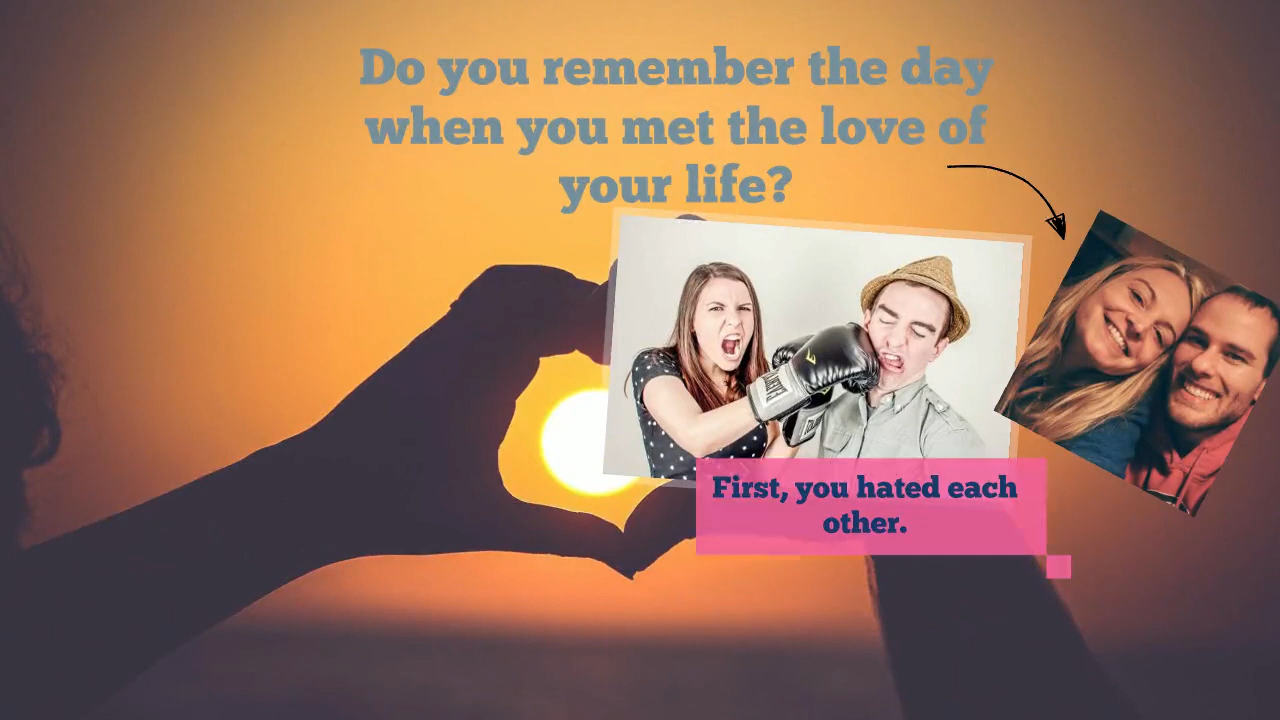 Do you remember the day
when you met the love of
your life?
First, you hated each
other.